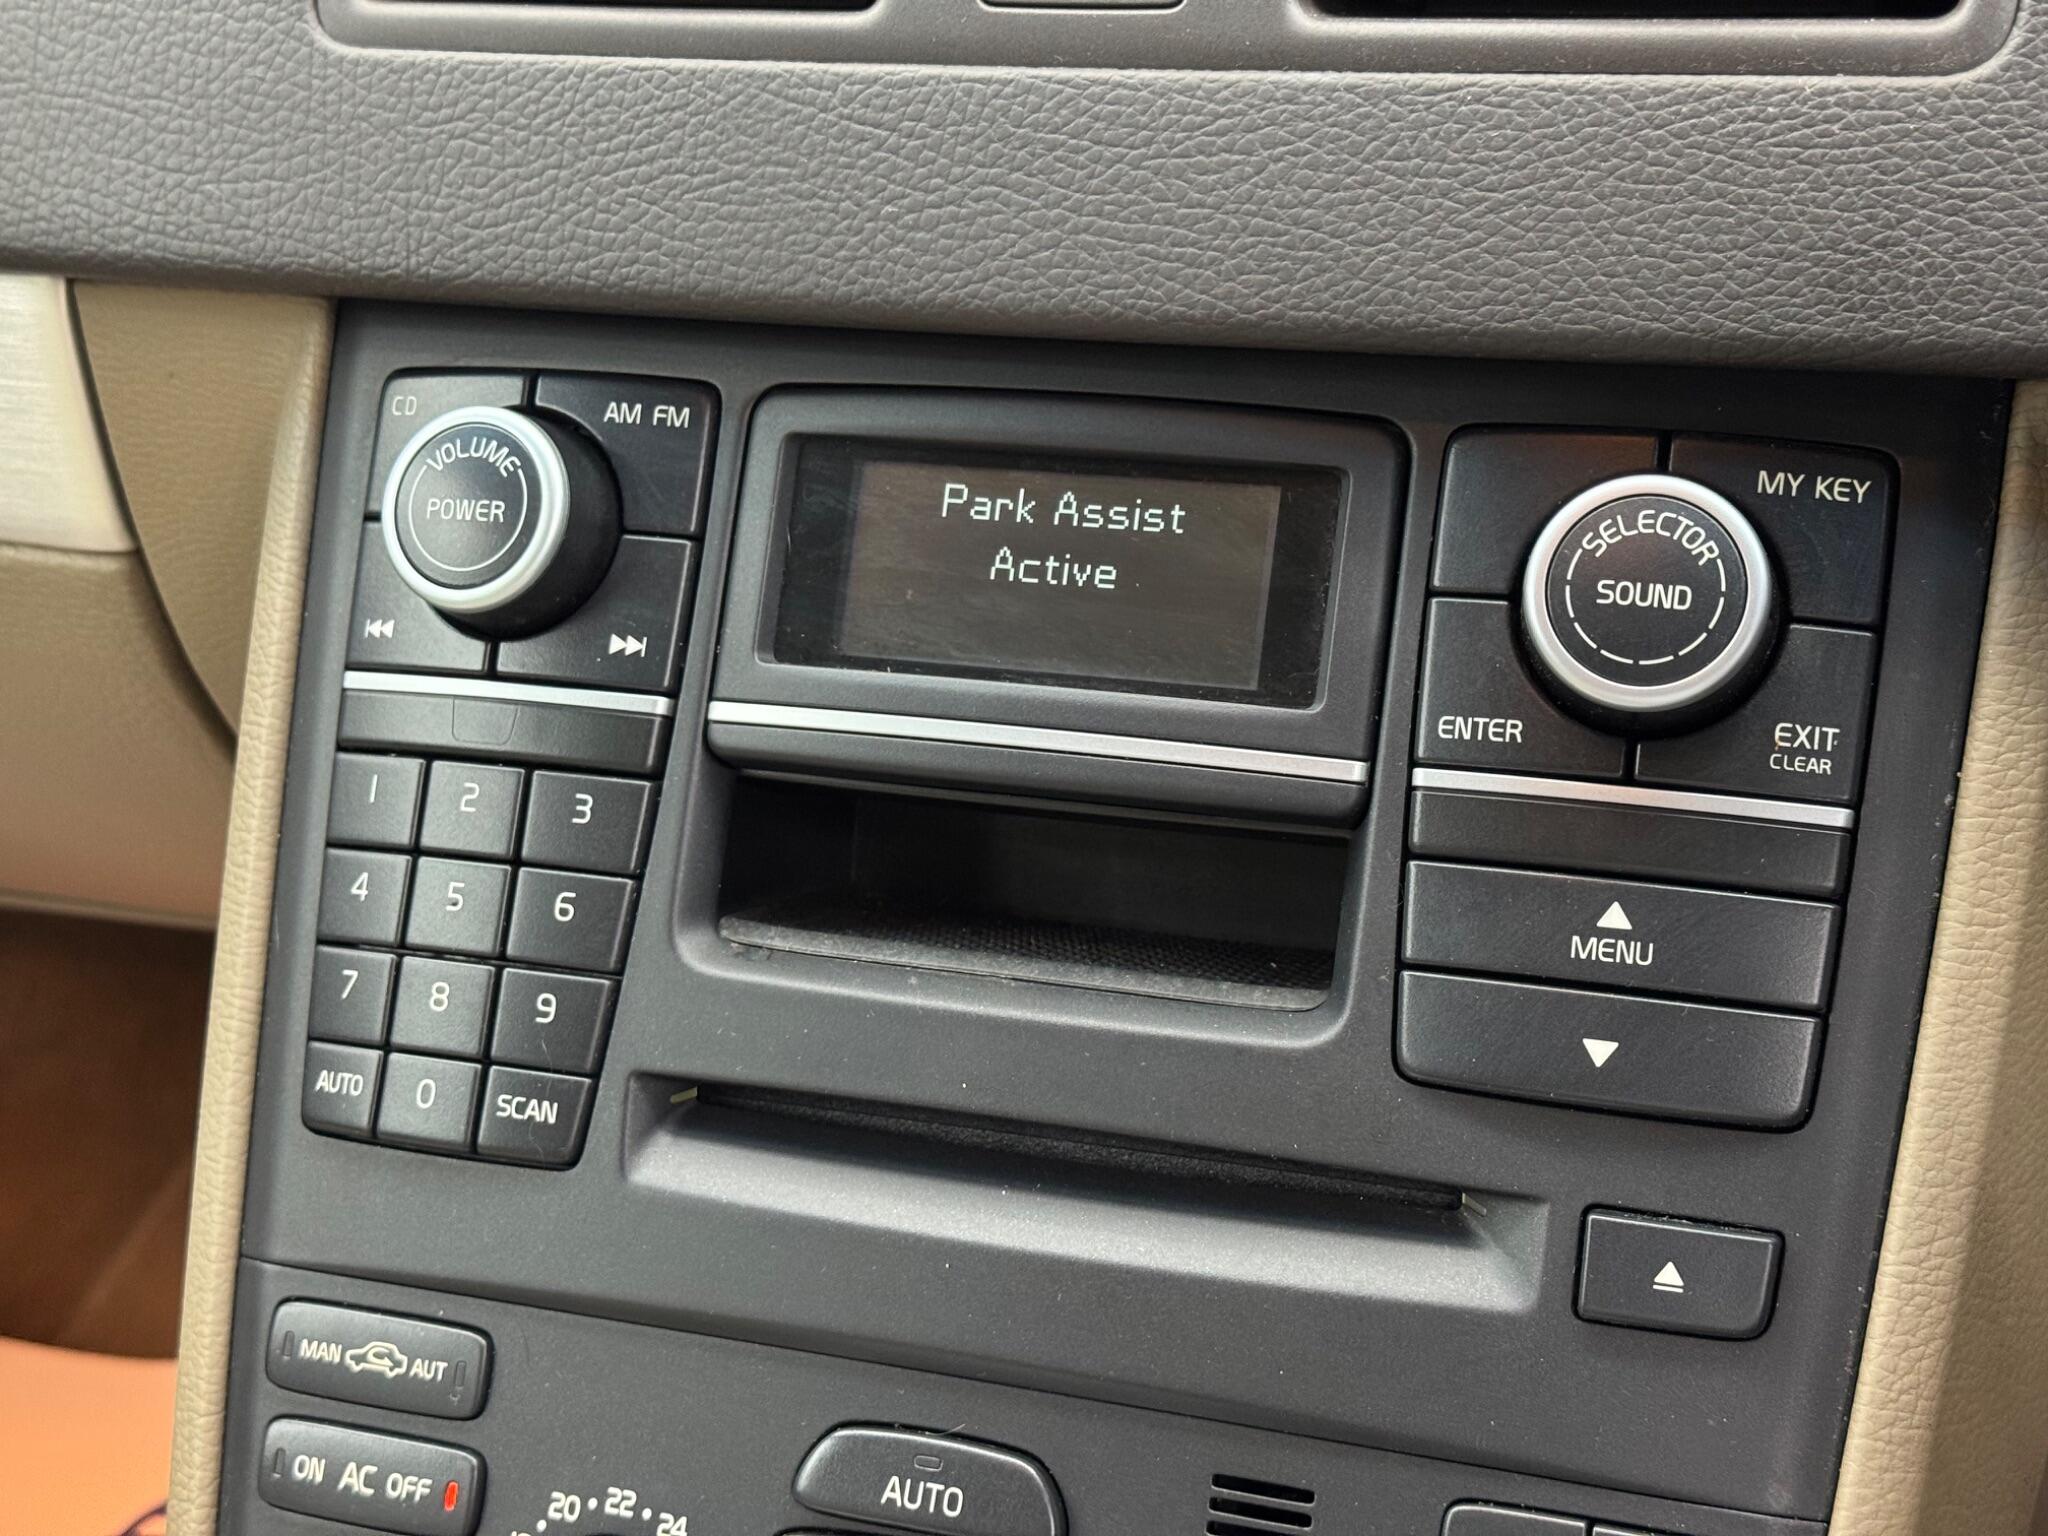 CD
AM FM
VOLUME
POWER
Park Assist
Active
MY KEY
SELECTOR
SOUND
ENTER
EXIT
CLEAR
1 2 3
4 5 6
7 8 9
AUTO 0 SCAN
MENU
MAN AUT
ON AC OFF
20 · 22 · 24
AUTO